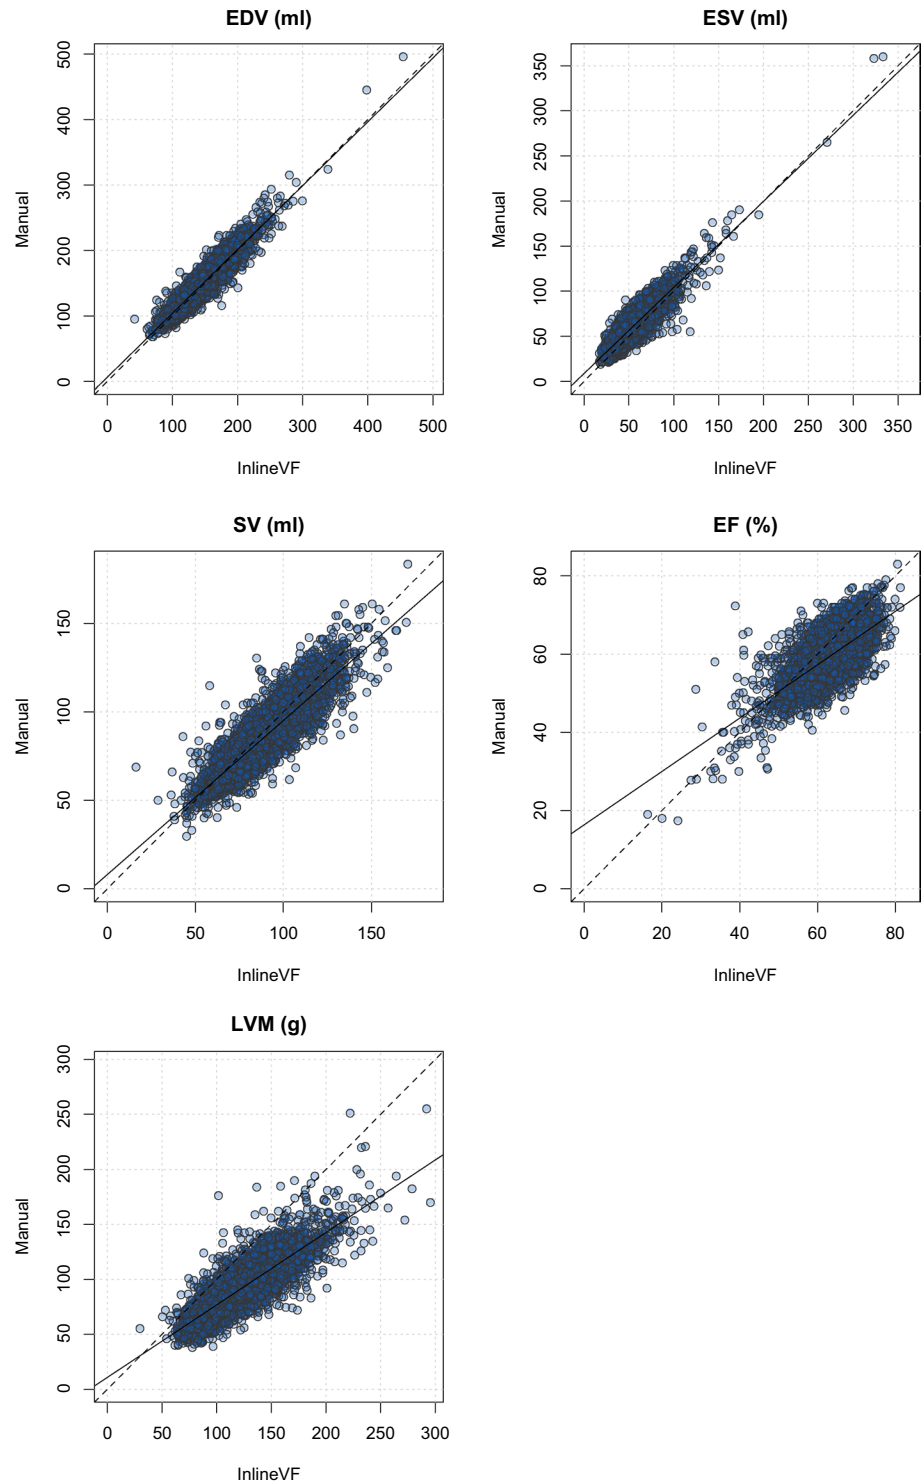 EDV (ml)
Manual
0 100 200 300 400 500
0 100 200 300 400 500
InlineVF
ESV (ml)
Manual
0 50 100 150 200 250 300 350
0 50 100 150 200 250 300 350
InlineVF
SV (ml)
Manual
0 50 100 150
0 50 100 150
InlineVF
EF (%)
Manual
0 20 40 60 80
0 20 40 60 80
InlineVF
LVM (g)
Manual
0 50 100 150 200 250 300
0 50 100 150 200 250 300
InlineVF